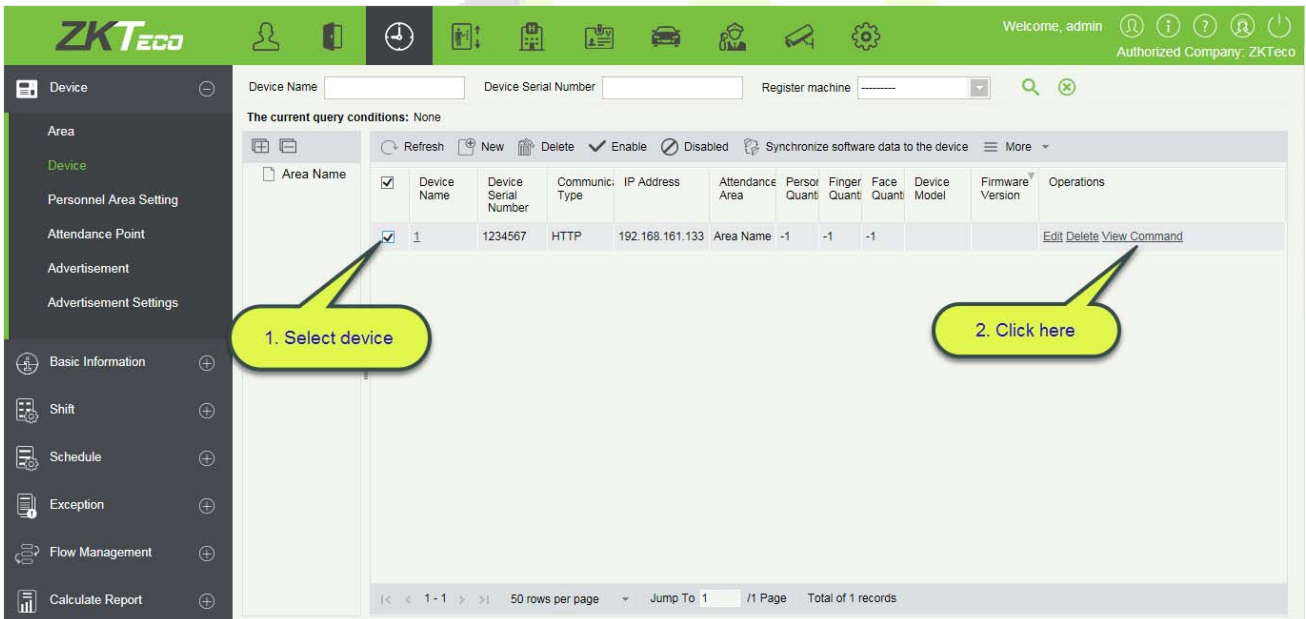 ZKTeco
Welcome, admin
Authorized Company: ZKTeco
Device
Area
Device
Personnel Area Setting
Attendance Point
Advertisement
Advertisement Settings
Basic Information
Shift
Schedule
Exception
Flow Management
Calculate Report
Device Name Device Serial Number Register machine ---------
The current query conditions: None
Area Name
Refresh New Delete Enable Disabled Synchronize software data to the device More
Device Name Device Serial Number Communica Type IP Address Attendance Area Person Quanti Finger Quanti Face Quanti Device Model Firmware Version Operations
1 1234567 HTTP 192.168.161.133 Area Name -1 -1 -1 Edit Delete View Command
1. Select device
2. Click here
1 - 1 50 rows per page Jump To 1 /1 Page Total of 1 records